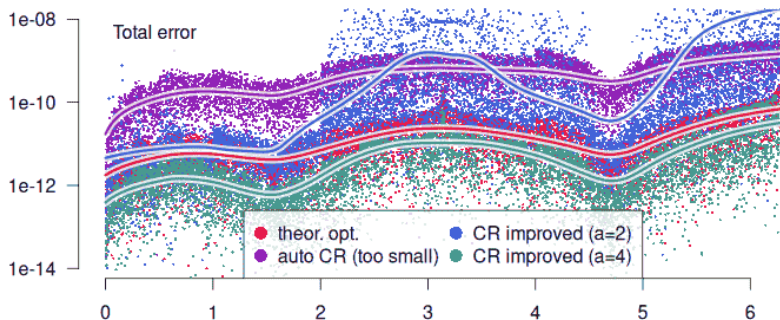 1e-08
Total error
1e-10
1e-12
theor. opt.
CR improved (a=2)
auto CR (too small)
CR improved (a=4)
1e-14
0 1 2 3 4 5 6